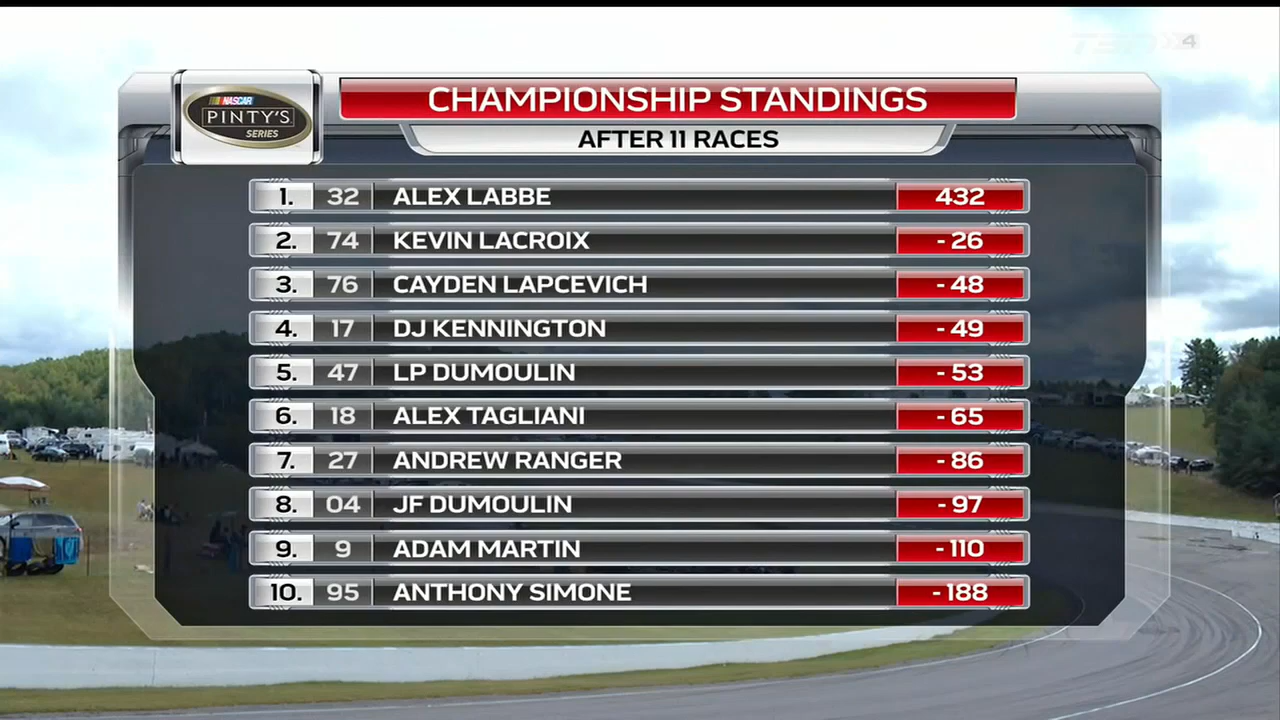 TSN 4
NASCAR
PINTY'S
SERIES
CHAMPIONSHIP STANDINGS
AFTER 11 RACES
1. 32 ALEX LABBE 432
2. 74 KEVIN LACROIX - 26
3. 76 CAYDEN LAPCEVICH - 48
4. 17 DJ KENNINGTON - 49
5. 47 LP DUMOULIN - 53
6. 18 ALEX TAGLIANI - 65
7. 27 ANDREW RANGER - 86
8. 04 JF DUMOULIN - 97
9. 9 ADAM MARTIN - 110
10. 95 ANTHONY SIMONE - 188